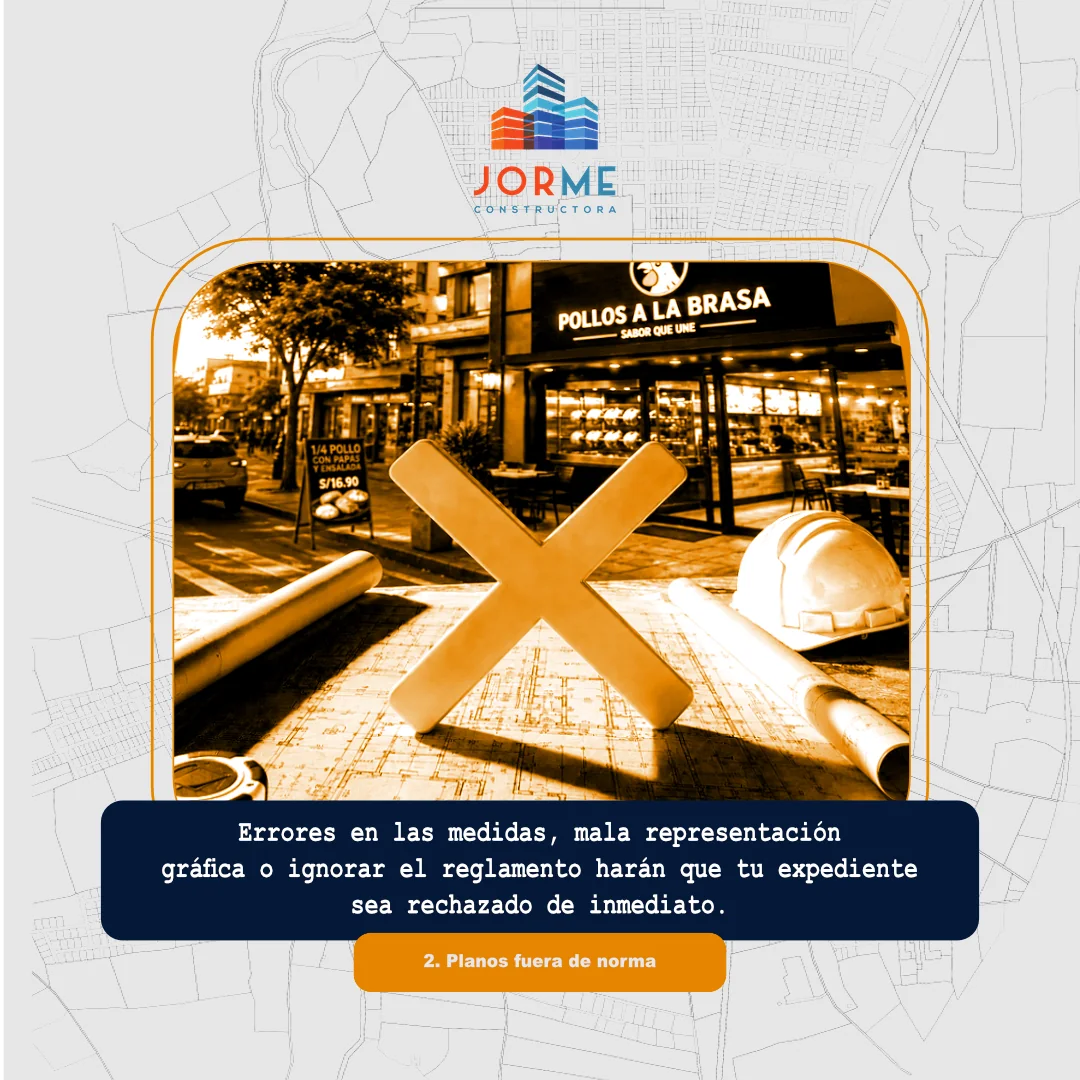 JORME
CONSTRUCTORA
POLLOS A LA BRASA
SABOR QUE UNE
1/4 POLLO
CON PAPAS
Y ENSALADA
S/16.90
Errores en las medidas, mala representación
gráfica o ignorar el reglamento harán que tu expediente
sea rechazado de inmediato.
2. Planos fuera de norma